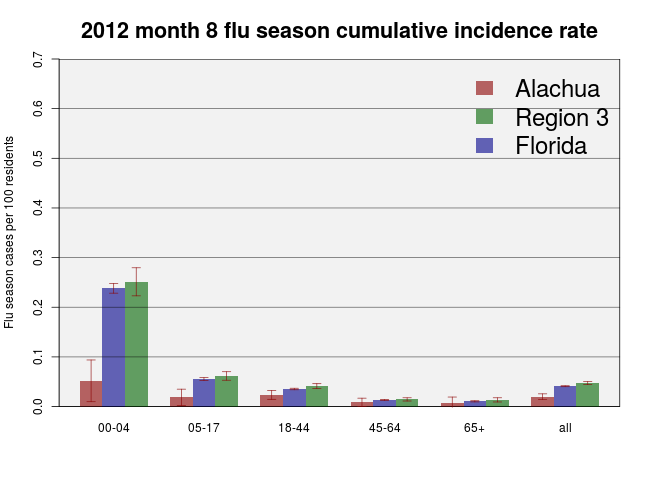 2012 month 8 flu season cumulative incidence rate
Flu season cases per 100 residents
0.7
0.6
0.5
0.4
0.3
0.2
0.1
0.0
Alachua
Region 3
Florida
00-04 05-17 18-44 45-64 65+ all